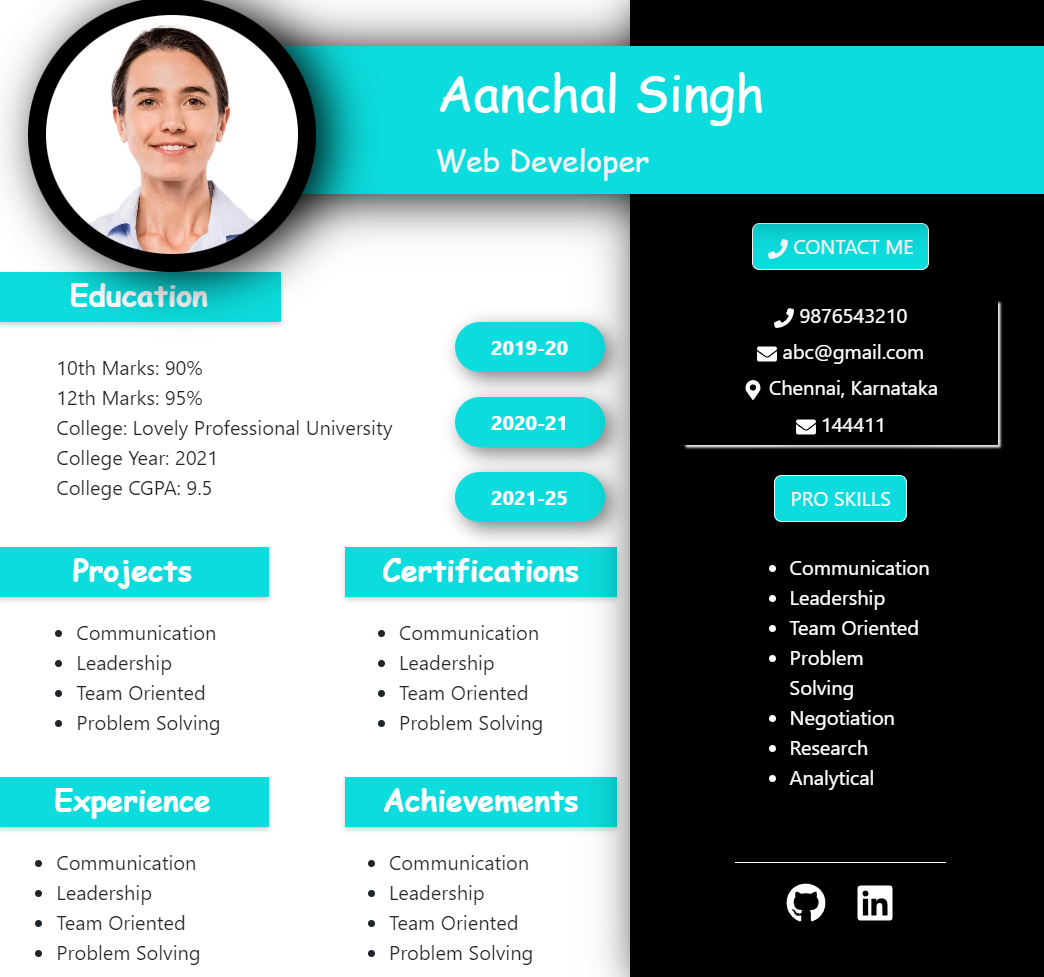 Aanchal Singh
Web Developer
Education
10th Marks: 90%
12th Marks: 95%
College: Lovely Professional University
College Year: 2021
College CGPA: 9.5
2019-20
2020-21
2021-25
Projects
Communication
Leadership
Team Oriented
Problem Solving
Certifications
Communication
Leadership
Team Oriented
Problem Solving
Experience
Communication
Leadership
Team Oriented
Problem Solving
Achievements
Communication
Leadership
Team Oriented
Problem Solving
CONTACT ME
9876543210
abc@gmail.com
Chennai, Karnataka
144411
PRO SKILLS
Communication
Leadership
Team Oriented
Problem
Solving
Negotiation
Research
Analytical
in